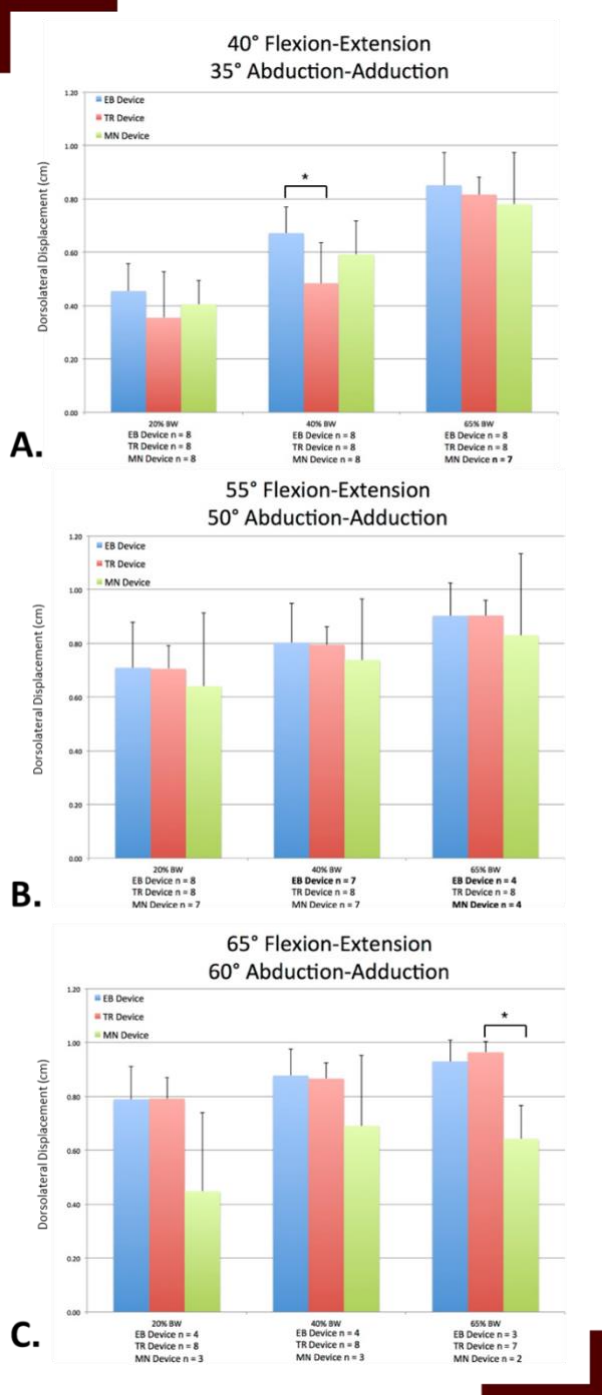 40° Flexion-Extension
35° Abduction-Adduction
1.20
EB Device
TR Device
MN Device
1.00
0.80
0.60
0.40
0.20
0.00
Dorsolateral Displacement (cm)
*
20% BW
EB Device n = 8
TR Device n = 8
MN Device n = 8
40% BW
EB Device n = 8
TR Device n = 8
MN Device n = 8
65% BW
EB Device n = 8
TR Device n = 8
MN Device n = 7
A.
55° Flexion-Extension
50° Abduction-Adduction
1.20
EB Device
TR Device
MN Device
1.00
0.80
0.60
0.40
0.20
0.00
Dorsolateral Displacement (cm)
20% BW
EB Device n = 8
TR Device n = 8
MN Device n = 7
40% BW
EB Device n = 7
TR Device n = 8
MN Device n = 7
65% BW
EB Device n = 4
TR Device n = 8
MN Device n = 4
B.
65° Flexion-Extension
60° Abduction-Adduction
1.20
EB Device
TR Device
MN Device
1.00
0.80
0.60
0.40
0.20
0.00
Dorsolateral Displacement (cm)
*
20% BW
EB Device n = 4
TR Device n = 8
MN Device n = 3
40% BW
EB Device n = 4
TR Device n = 8
MN Device n = 3
65% BW
EB Device n = 3
TR Device n = 7
MN Device n = 2
C.